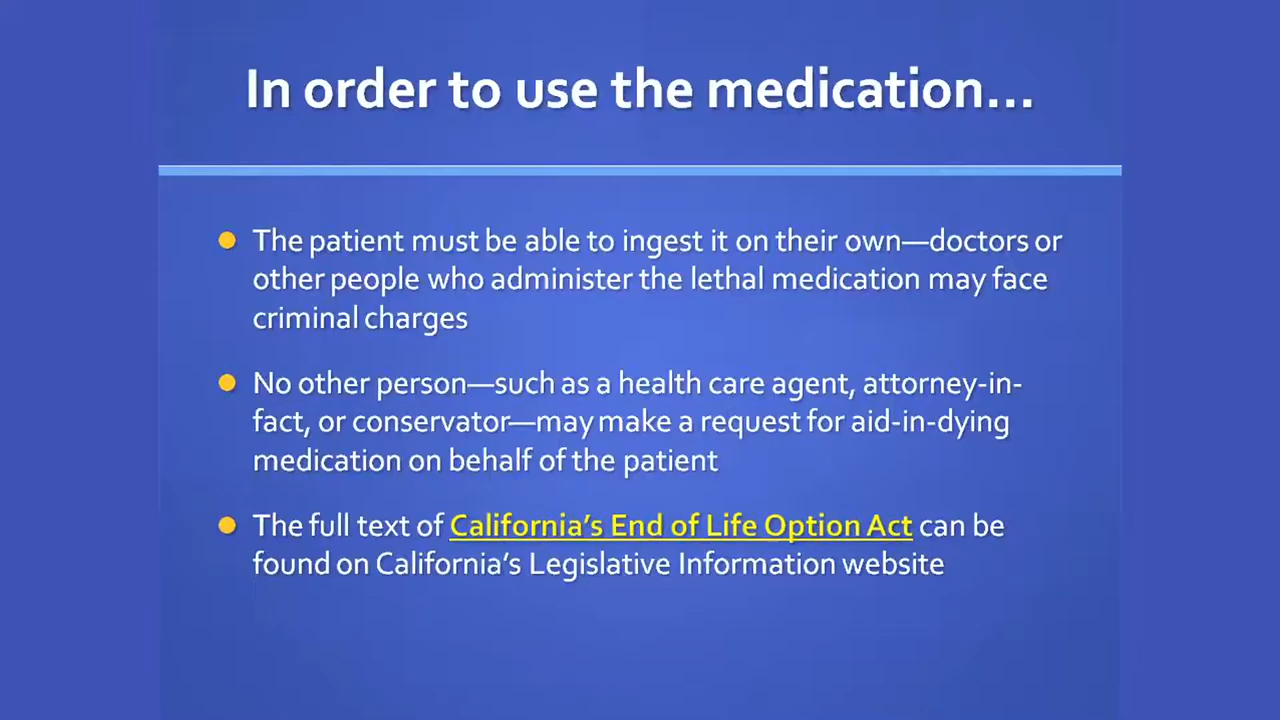 In order to use the medication...
The patient must be able to ingest it on their own—doctors or
other people who administer the lethal medication may face
criminal charges
No other person—such as a health care agent, attorney-in-
fact, or conservator—may make a request for aid-in-dying
medication on behalf of the patient
The full text of California’s End of Life Option Act can be
found on California’s Legislative Information website